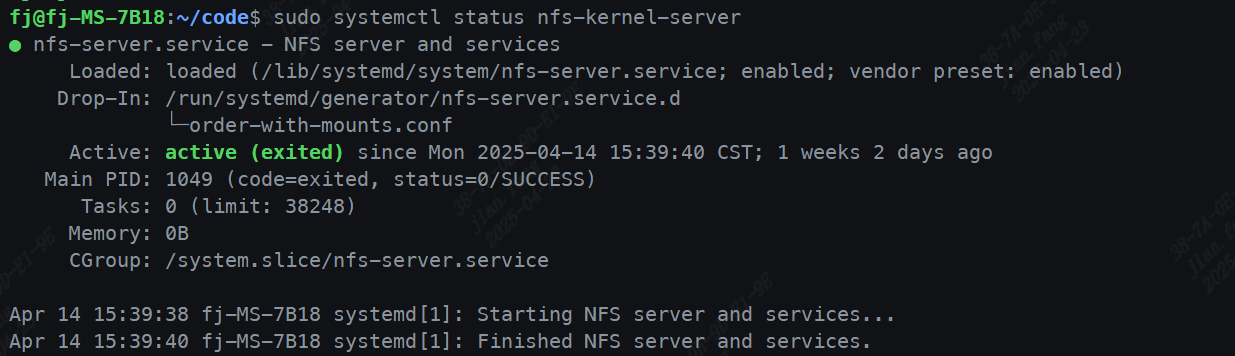 fj@fj-MS-7B18:~/code$ sudo systemctl status nfs-kernel-server
● nfs-server.service - NFS server and services
     Loaded: loaded (/lib/systemd/system/nfs-server.service; enabled; vendor preset: enabled)
    Drop-In: /run/systemd/generator/nfs-server.service.d
             └─order-with-mounts.conf
     Active: active (exited) since Mon 2025-04-14 15:39:40 CST; 1 weeks 2 days ago
   Main PID: 1049 (code=exited, status=0/SUCCESS)
      Tasks: 0 (limit: 38248)
     Memory: 0B
     CGroup: /system.slice/nfs-server.service

Apr 14 15:39:38 fj-MS-7B18 systemd[1]: Starting NFS server and services...
Apr 14 15:39:40 fj-MS-7B18 systemd[1]: Finished NFS server and services.